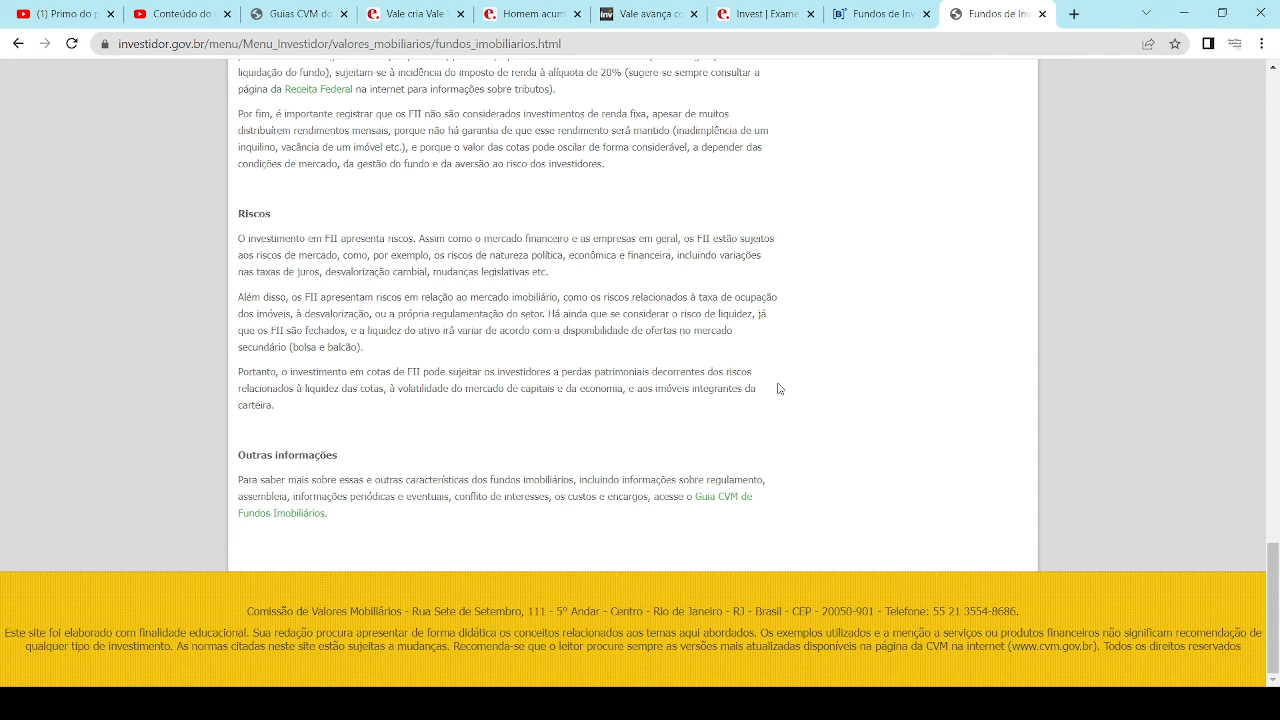 (1) Primo do p
Conteúdo do
Guias CVM do
Vale cria Vale
Homem acum
Inv
Vale avança co
Invest | Exame
Fundos de Inv
Fundos de Inv
investidor.gov.br/menu/Menu_Investidor/valores_mobiliarios/fundos_imobiliarios.html
liquidação do fundo), sujeitam-se à incidência do imposto de renda à alíquota de 20% (sugere-se sempre consultar a
página da Receita Federal na internet para informações sobre tributos).
Por fim, é importante registrar que os FII não são considerados investimentos de renda fixa, apesar de muitos
distribuírem rendimentos mensais, porque não há garantia de que esse rendimento será mantido (inadimplência de um
inquilino, vacância de um imóvel etc.), e porque o valor das cotas pode oscilar de forma considerável, a depender das
condições de mercado, da gestão do fundo e da aversão ao risco dos investidores.
Riscos
O investimento em FII apresenta riscos. Assim como o mercado financeiro e as empresas em geral, os FII estão sujeitos
aos riscos de mercado, como, por exemplo, os riscos de natureza política, econômica e financeira, incluindo variações
nas taxas de juros, desvalorização cambial, mudanças legislativas etc.
Além disso, os FII apresentam riscos em relação ao mercado imobiliário, como os riscos relacionados à taxa de ocupação
dos imóveis, à desvalorização, ou a própria regulamentação do setor. Há ainda que se considerar o risco de liquidez, já
que os FII são fechados, e a liquidez do ativo irá variar de acordo com a disponibilidade de ofertas no mercado
secundário (bolsa e balcão).
Portanto, o investimento em cotas de FII pode sujeitar os investidores a perdas patrimoniais decorrentes dos riscos
relacionados à liquidez das cotas, à volatilidade do mercado de capitais e da economia, e aos imóveis integrantes da
carteira.
Outras informações
Para saber mais sobre essas e outras características dos fundos imobiliários, incluindo informações sobre regulamento,
assembleia, informações periódicas e eventuais, conflito de interesses, os custos e encargos, acesse o Guia CVM de
Fundos Imobiliários.
Comissão de Valores Mobiliários - Rua Sete de Setembro, 111 - 5° Andar - Centro - Rio de Janeiro - RJ - Brasil - CEP - 20050-901 - Telefone: 55 21 3554-8686.
Este site foi elaborado com finalidade educacional. Sua redação procura apresentar de forma didática os conceitos relacionados aos temas aqui abordados. Os exemplos utilizados e a menção a serviços ou produtos financeiros não significam recomendação de
qualquer tipo de investimento. As normas citadas neste site estão sujeitas a mudanças. Recomenda-se que o leitor procure sempre as versões mais atualizadas disponíveis na página da CVM na internet (www.cvm.gov.br). Todos os direitos reservados